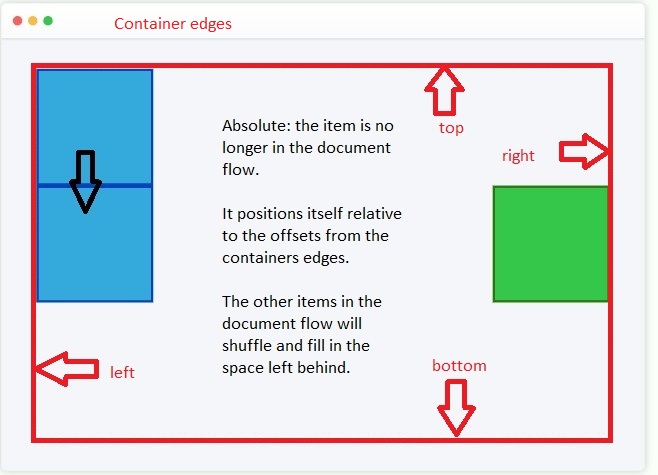 Container edges
top
right
Absolute: the item is no
longer in the document
flow.
It positions itself relative
to the offsets from the
containers edges.
The other items in the
document flow will
shuffle and fill in the
space left behind.
left
bottom